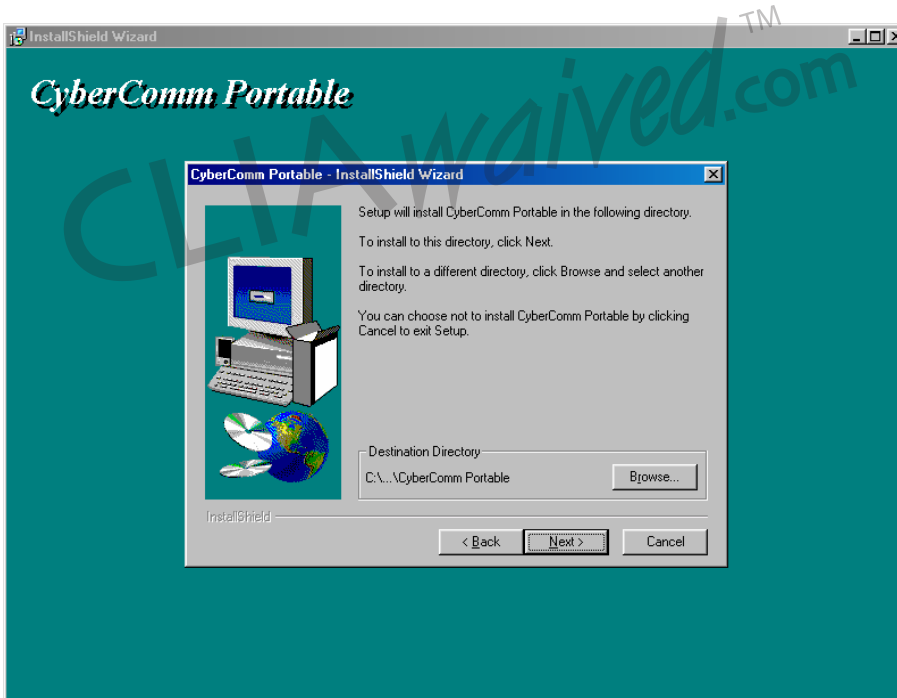 InstallShield Wizard
CyberComm Portable
CLIAwaived.com™
CyberComm Portable - InstallShield Wizard
Setup will install CyberComm Portable in the following directory.
To install to this directory, click Next.
To install to a different directory, click Browse and select another
directory.
You can choose not to install CyberComm Portable by clicking
Cancel to exit Setup.
Destination Directory
C:\...\CyberComm Portable
Browse...
InstallShield
< Back
Next >
Cancel